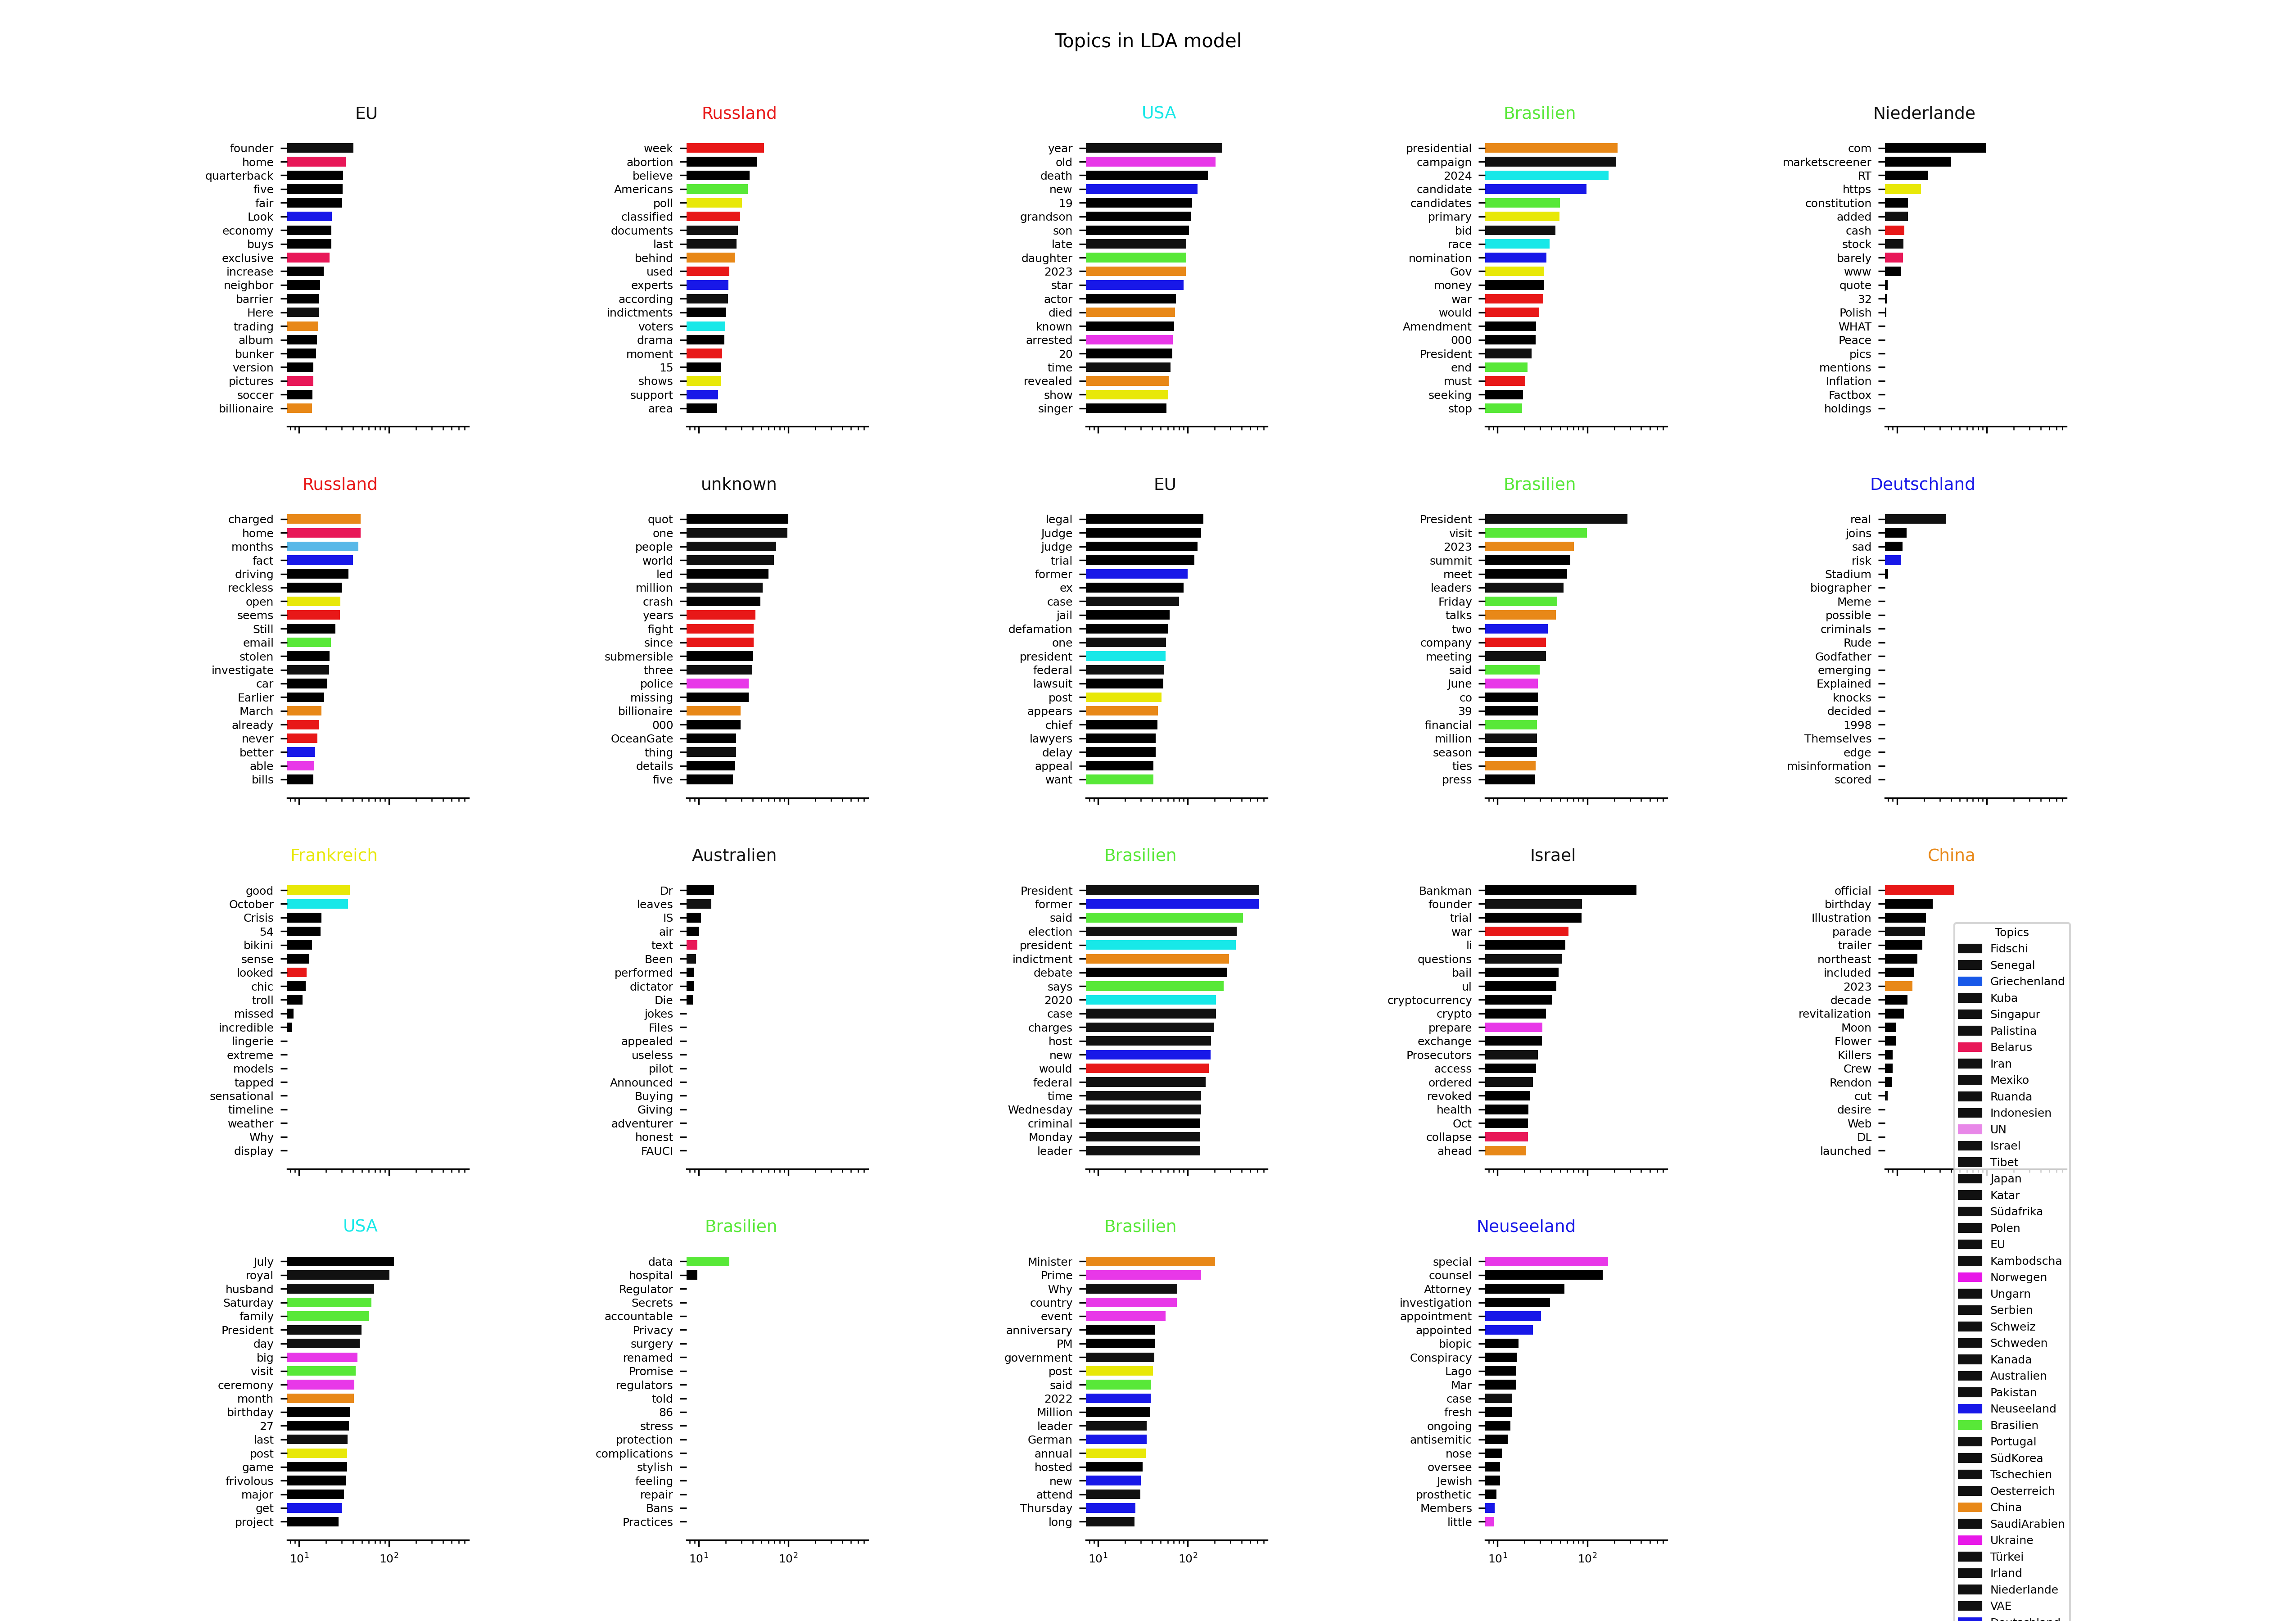 Topics in LDA model
EU
founder
home
quarterback
five
fair
Look
economy
buys
exclusive
increase
neighbor
barrier
Here
trading
album
bunker
version
pictures
soccer
billionaire
Russland
week
abortion
believe
Americans
poll
classified
documents
last
behind
used
experts
according
indictments
voters
drama
moment
15
shows
support
area
USA
year
old
death
new
19
grandson
son
late
daughter
2023
star
actor
died
known
arrested
20
time
revealed
show
singer
Brasilien
presidential
campaign
2024
candidate
candidates
primary
bid
race
nomination
Gov
money
war
would
Amendment
000
President
end
must
seeking
stop
Niederlande
com
marketscreener
RT
https
constitution
added
cash
stock
barely
www
quote
32
Polish
WHAT
Peace
pics
mentions
Inflation
Factbox
holdings
Russland
charged
home
months
fact
driving
reckless
open
seems
Still
email
stolen
investigate
car
Earlier
March
already
never
better
able
bills
unknown
quot
one
people
world
led
million
crash
years
fight
since
submersible
three
police
missing
billionaire
000
OceanGate
thing
details
five
EU
legal
Judge
judge
trial
former
ex
case
jail
defamation
one
president
federal
lawsuit
post
appears
chief
lawyers
delay
appeal
want
Brasilien
President
visit
2023
summit
meet
leaders
Friday
talks
two
company
meeting
said
June
co
39
financial
million
season
ties
press
Deutschland
real
joins
sad
risk
Stadium
biographer
Meme
possible
criminals
Rude
Godfather
emerging
Explained
knocks
decided
1998
Themselves
edge
misinformation
scored
Frankreich
good
October
Crisis
54
bikini
sense
looked
chic
troll
missed
incredible
lingerie
extreme
models
tapped
sensational
timeline
weather
Why
display
Australien
Dr
leaves
IS
air
text
Been
performed
dictator
Die
jokes
Files
appealed
useless
pilot
Announced
Buying
Giving
adventurer
honest
FAUCI
Brasilien
President
former
said
election
president
indictment
debate
says
2020
case
charges
host
new
would
federal
time
Wednesday
criminal
Monday
leader
Israel
Bankman
founder
trial
war
li
questions
bail
ul
cryptocurrency
crypto
prepare
exchange
Prosecutors
access
ordered
revoked
health
Oct
collapse
ahead
China
official
birthday
Illustration
parade
trailer
northeast
included
2023
decade
revitalization
Moon
Flower
Killers
Crew
Rendon
cut
desire
Web
DL
launched
USA
July
royal
husband
Saturday
family
President
day
big
visit
ceremony
month
birthday
27
last
post
game
frivolous
major
get
project
10¹ 10²
Brasilien
data
hospital
Regulator
Secrets
accountable
Privacy
surgery
renamed
Promise
regulators
told
86
stress
protection
complications
stylish
feeling
repair
Bans
Practices
10¹ 10²
Brasilien
Minister
Prime
Why
country
event
anniversary
PM
government
post
said
2022
Million
leader
German
annual
hosted
new
attend
Thursday
long
10¹ 10²
Neuseeland
special
counsel
Attorney
investigation
appointment
appointed
biopic
Conspiracy
Lago
Mar
case
fresh
ongoing
antisemitic
nose
oversee
Jewish
prosthetic
Members
little
10¹ 10²
Topics
Fidschi
Senegal
Griechenland
Kuba
Singapur
Palistina
Belarus
Iran
Mexiko
Ruanda
Indonesien
UN
Israel
Tibet
Japan
Katar
Südafrika
Polen
EU
Kambodscha
Norwegen
Ungarn
Serbien
Schweiz
Schweden
Kanada
Australien
Pakistan
Neuseeland
Brasilien
Portugal
SüdKorea
Tschechien
Oesterreich
China
SaudiArabien
Ukraine
Türkei
Irland
Niederlande
VAE